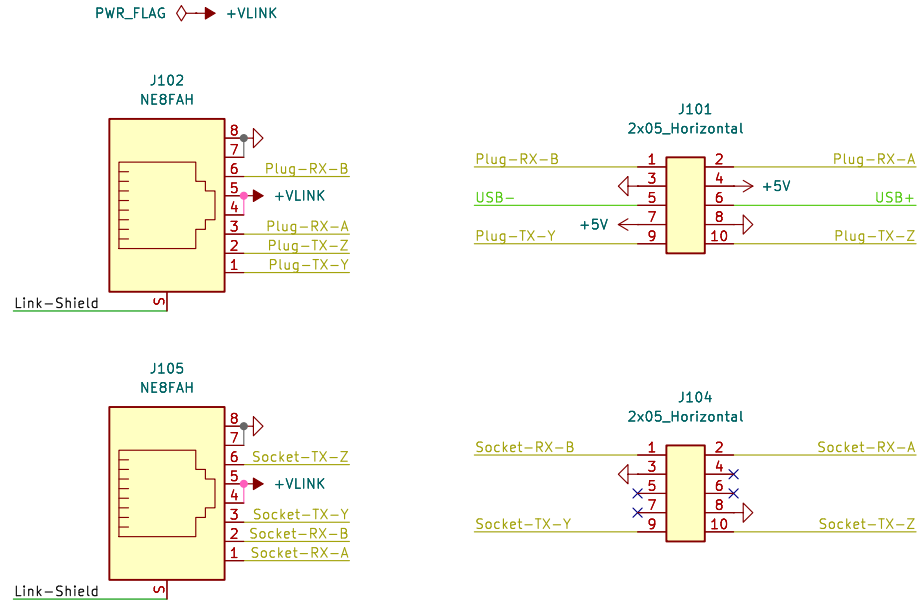 PWR_FLAG +VLINK
J102
NE8FAH
8
7
6 Plug-RX-B
5 +VLINK
4
3 Plug-RX-A
2 Plug-TX-Z
1 Plug-TX-Y
S
Link-Shield
J101
2x05_Horizontal
Plug-RX-B 1 2 Plug-RX-A
3 4 +5V
USB- 5 6 USB+
+5V 7 8
Plug-TX-Y 9 10 Plug-TX-Z
J105
NE8FAH
8
7
6 Socket-TX-Z
5 +VLINK
4
3 Socket-TX-Y
2 Socket-RX-B
1 Socket-RX-A
S
Link-Shield
J104
2x05_Horizontal
Socket-RX-B 1 2 Socket-RX-A
3 4
5 6
7 8
Socket-TX-Y 9 10 Socket-TX-Z